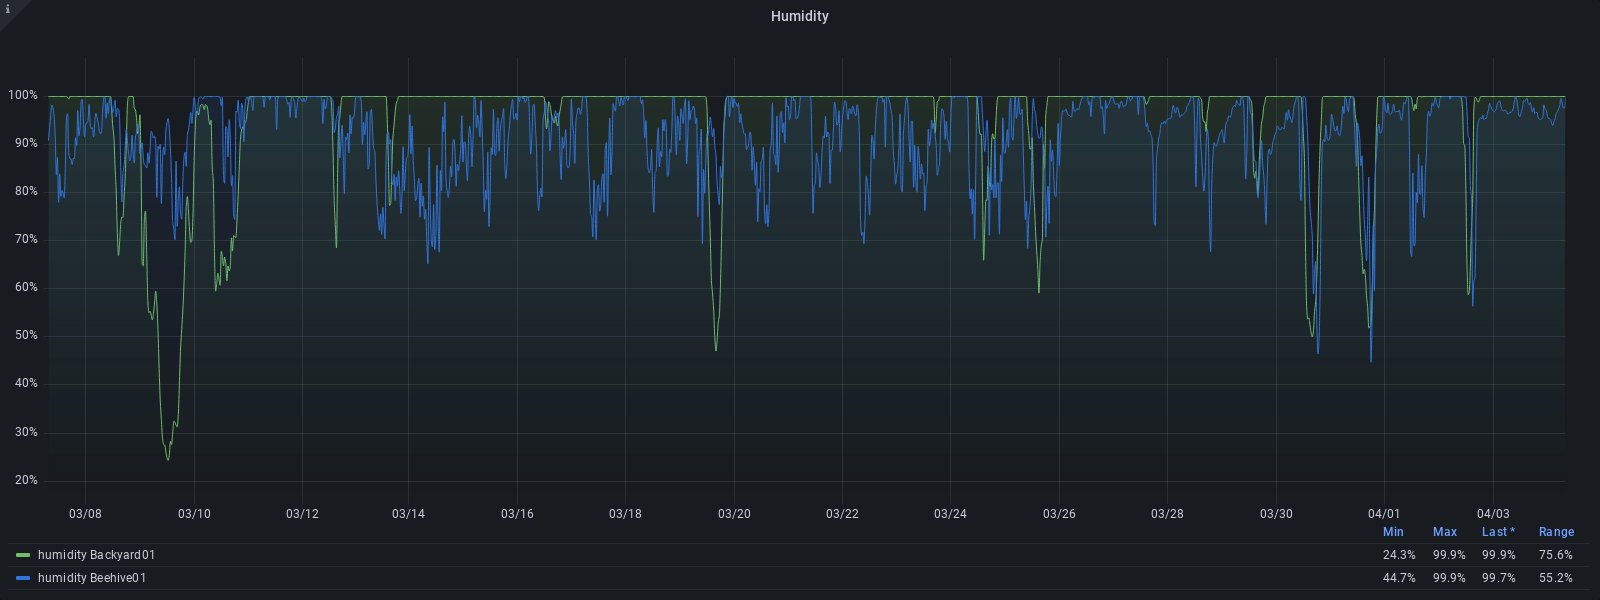 i
Humidity
100%
90%
80%
70%
60%
50%
40%
30%
20%
03/08 03/10 03/12 03/14 03/16 03/18 03/20 03/22 03/24 03/26 03/28 03/30 04/01 04/03
Min Max Last * Range
humidity Backyard01 24.3% 99.9% 99.9% 75.6%
humidity Beehive01 44.7% 99.9% 99.7% 55.2%